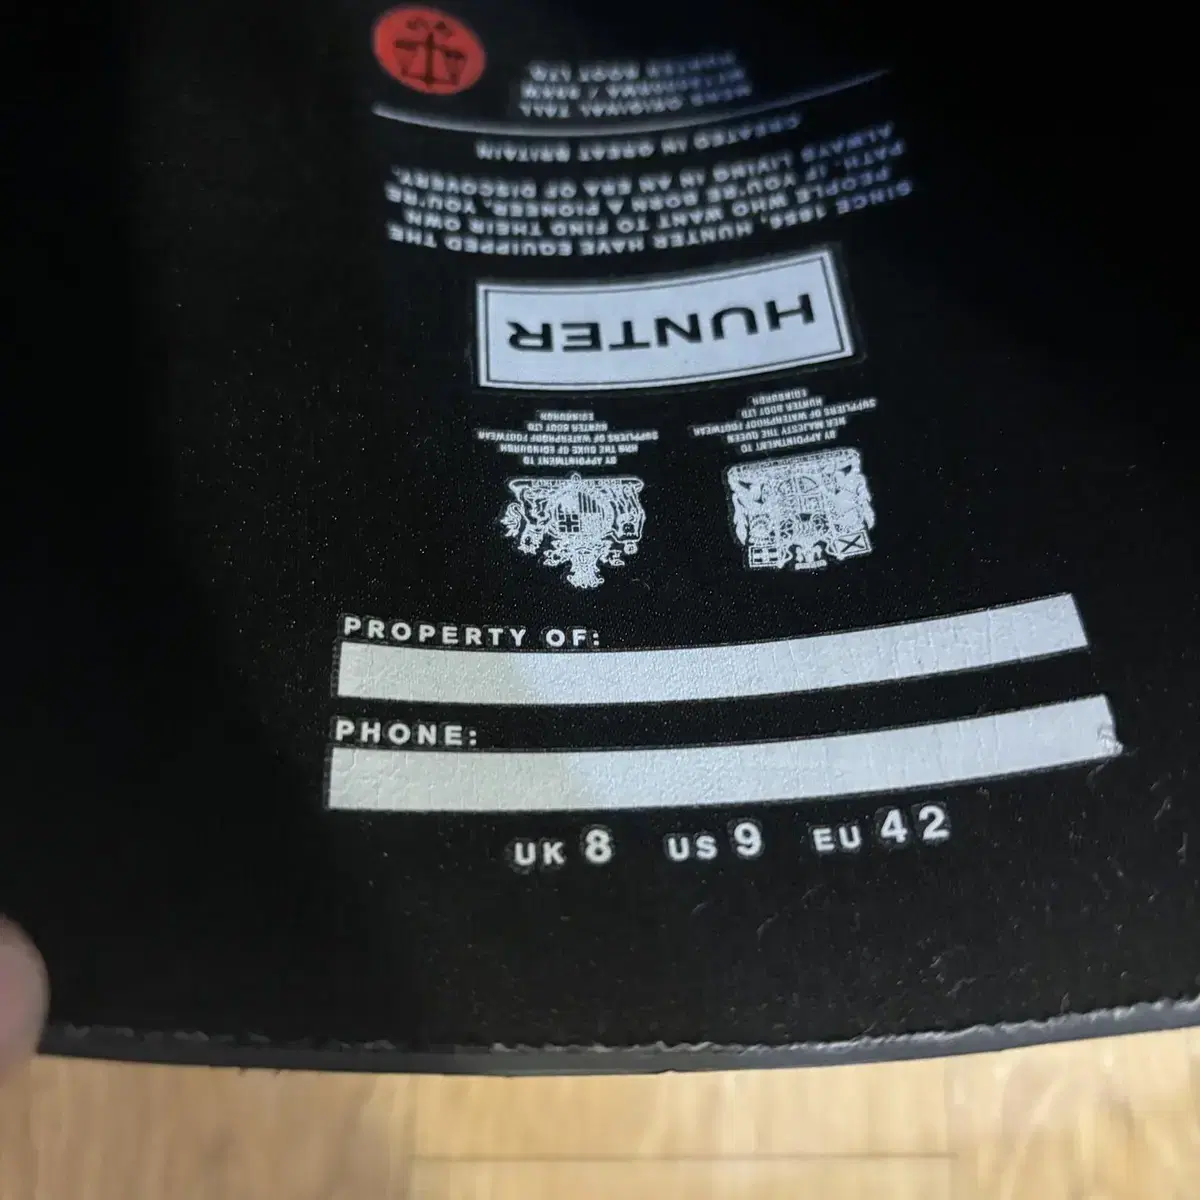 BY APPOINTMENT TO
HER MAJESTY THE QUEEN
SUPPLIERS OF WATERPROOF FOOTWEAR
HUNTER BOOT LTD
EDINBURGH
BY APPOINTMENT TO
HRH THE DUKE OF EDINBURGH
SUPPLIERS OF WATERPROOF FOOTWEAR
HUNTER BOOT LTD
EDINBURGH
HUNTER
SINCE 1856, HUNTER HAVE EQUIPPED THE
PEOPLE WHO WANT TO FIND THEIR OWN
PATH. IF YOU'RE BORN A PIONEER, YOU'RE
ALWAYS LIVING IN AN ERA OF DISCOVERY.
CREATED IN GREAT BRITAIN
MENS ORIGINAL TALL
HUNTER BOOT LTD
PROPERTY OF:
PHONE:
UK 8 US 9 EU 42